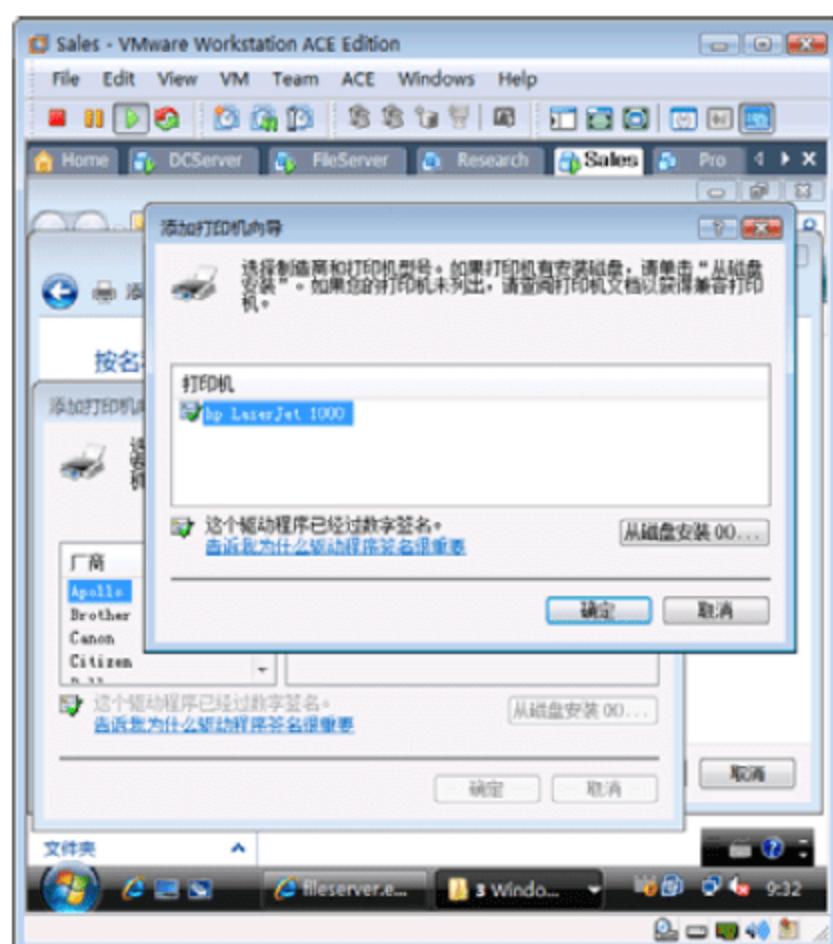 Sales - VMware Workstation ACE Edition
File Edit View VM Team ACE Windows Help
Home DCServer FileServer Research Sales Pro
添加打印机向导
选择制造商和打印机型号。如果打印机有安装磁盘，请单击“从磁盘
安装”。如果您的打印机未列出，请查阅打印机文档以获得兼容打印
机。
按名
打印机
hp LaserJet 1000
添加打印机向
这个驱动程序已经过数字签名。
告诉我为什么驱动程序签名很重要
从磁盘安装(H)...
确定 取消
厂商
Apollo
Brother
Canon
Citizen
这个驱动程序已经过数字签名。
告诉我为什么驱动程序签名很重要
从磁盘安装(H)...
确定 取消
取消
文件夹
fileserver.e... 3 Windo... 9:32